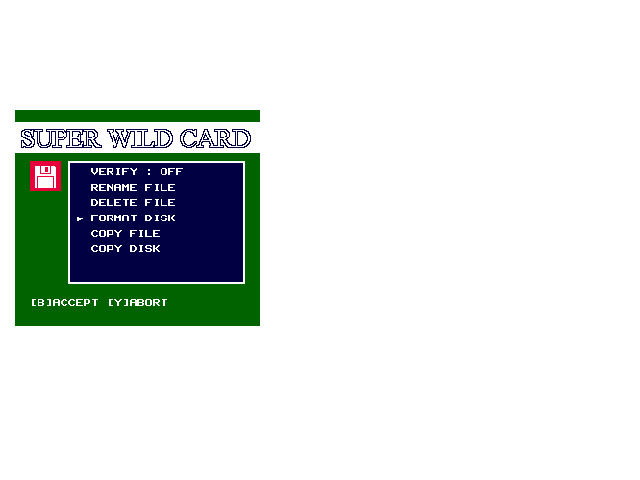 SUPER WILD CARD
VERIFY : OFF
RENAME FILE
DELETE FILE
► FORMAT DISK
COPY FILE
COPY DISK
[B]ACCEPT [Y]ABORT